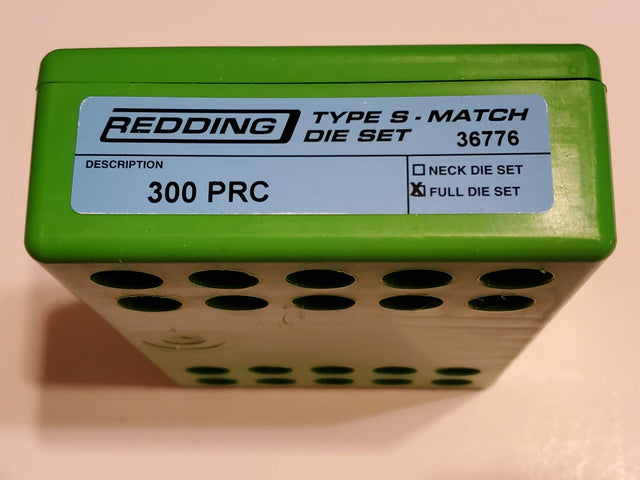 REDDING TYPE S - MATCH
DIE SET 36776
DESCRIPTION
300 PRC
NECK DIE SET
X FULL DIE SET